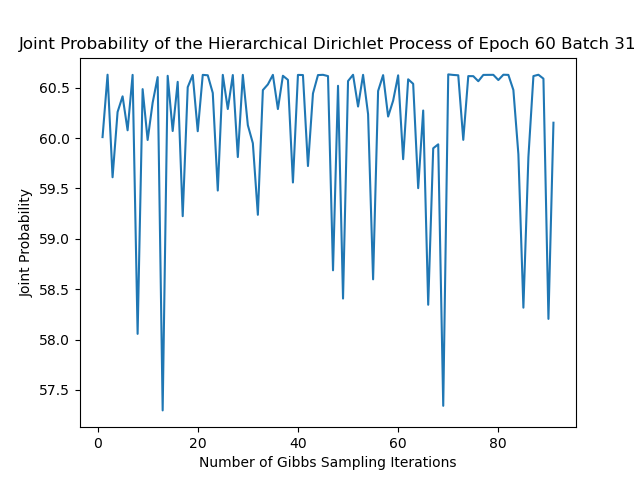 Joint Probability of the Hierarchical Dirichlet Process of Epoch 60 Batch 31
60.5
60.0
59.5
59.0
58.5
58.0
57.5
Joint Probability
0 20 40 60 80
Number of Gibbs Sampling Iterations